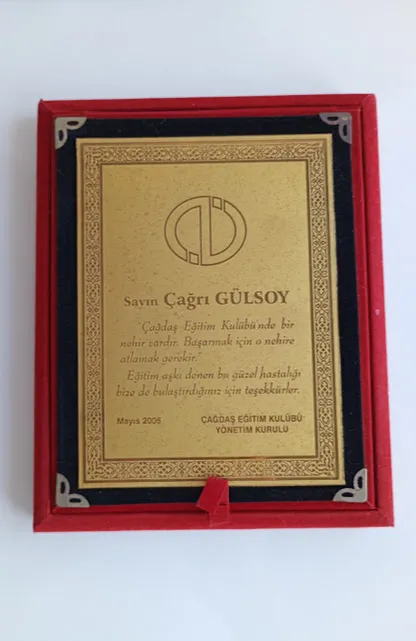 Sayın Çağrı GÜLSOY
"Çağdaş Eğitim Kulübü'nde bir
nehir vardır. Başarmak için o nehire
atlamak gerekir."
Eğitim aşkı denen bu güzel hastalığı
bize de bulaştırdığınız için teşekkürler.
Mayıs 2005 ÇAĞDAŞ EĞİTİM KULÜBÜ
YÖNETİM KURULU